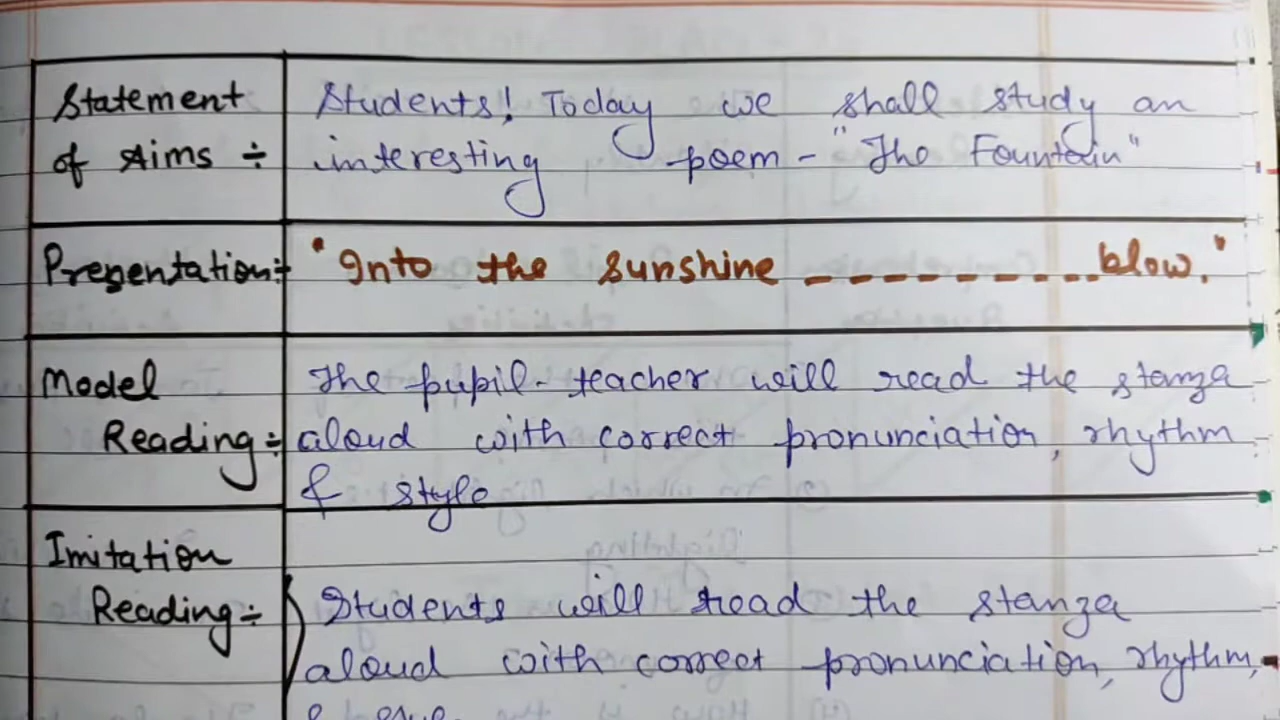 Statement
of Aims ÷
Students! Today we shall study an
interesting poem - "The Fountain"
Presentation÷
"Into the sunshine ---------- blow."
Model
Reading÷
The pupil-teacher will read the stanza
aloud with correct pronunciation, rhythm
& style
Imitation
Reading÷
Students will read the stanza
aloud with correct pronunciation, rhythm,
&